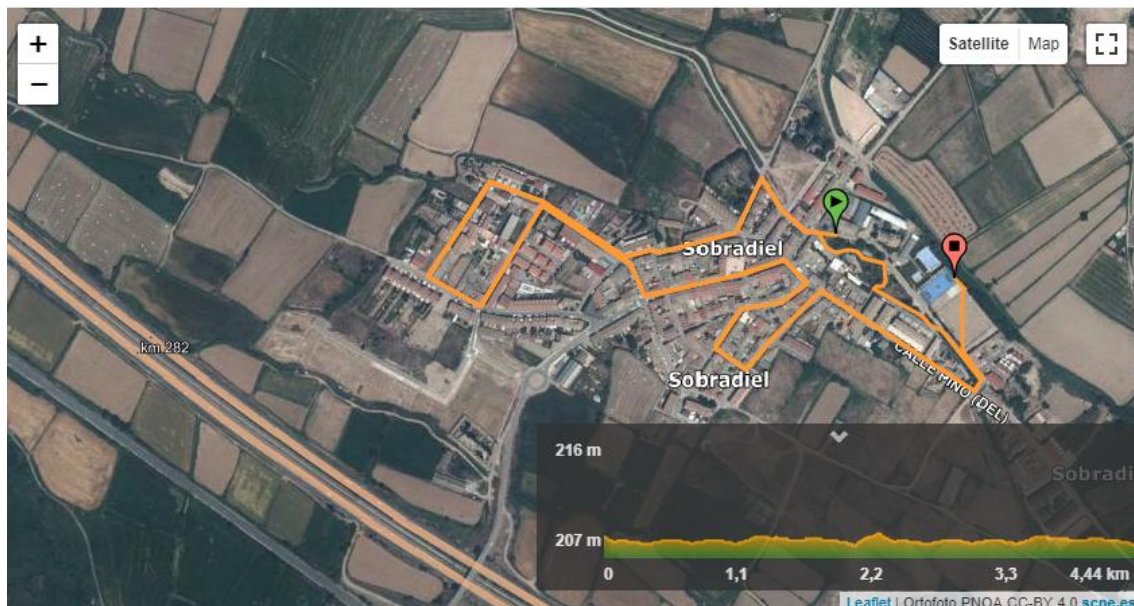 +
−
Satellite Map
Sobradiel
km 282
Sobradiel
CALLE PINO (DEL)
Sobradi
216 m
207 m
0 1,1 2,2 3,3 4,44 km
Leaflet | Ortofoto PNOA CC-BY 4.0 scne.es